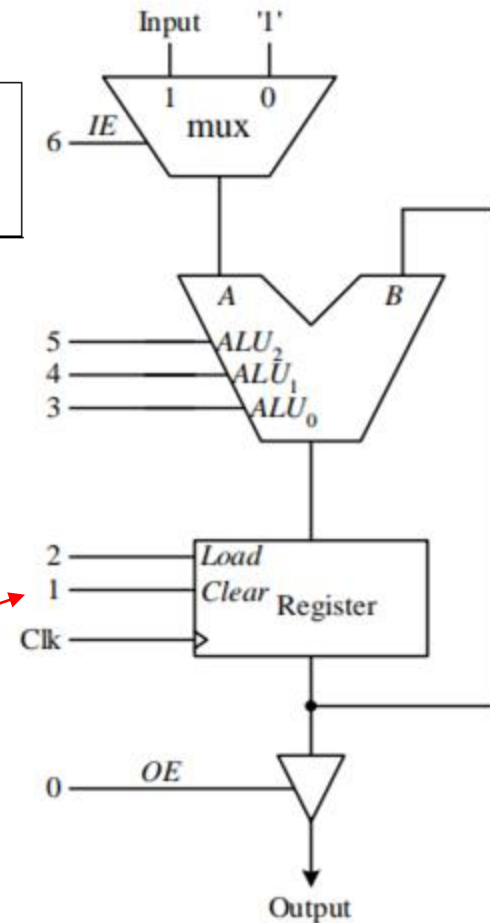 Input '1'
1 0
mux
6 IE
A B
5 ALU2
4 ALU1
3 ALU0
2 Load
1 Clear
Register
Clk
0 OE
Output